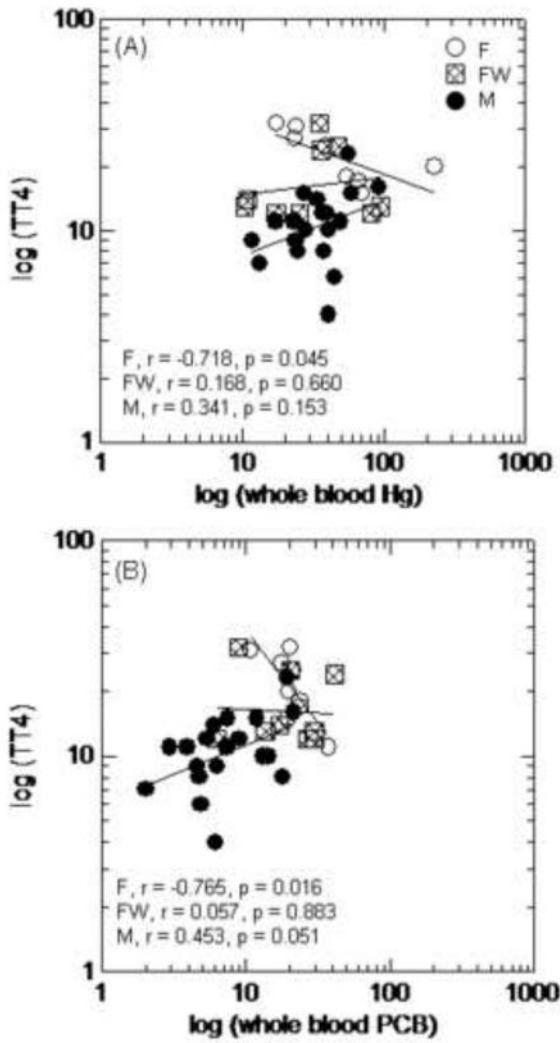 100
(A)
F
FW
M
log (TT4)
10
F, r = -0.718, p = 0.045
FW, r = 0.168, p = 0.660
M, r = 0.341, p = 0.153
1
1
10
100
1000
log (whole blood Hg)
100
(B)
log (TT4)
10
F, r = -0.765, p = 0.016
FW, r = 0.057, p = 0.883
M, r = 0.453, p = 0.051
1
1
10
100
1000
log (whole blood PCB)